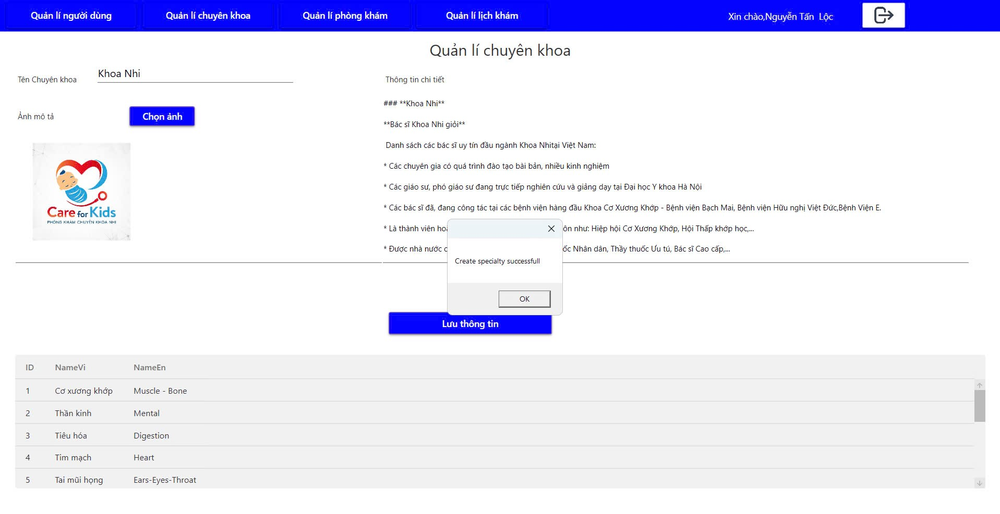 Quản lí người dùng Quản lí chuyên khoa Quản lí phòng khám Quản lí lịch khám Xin chào,Nguyễn Tấn Lộc
Quản lí chuyên khoa
Tên Chuyên khoa Khoa Nhi
Ảnh mô tả Chọn ảnh
Care for Kids
PHÒNG KHÁM CHUYÊN KHOA NHI
Thông tin chi tiết
### **Khoa Nhi**
**Bác sĩ Khoa Nhi giỏi**
Danh sách các bác sĩ uy tín đầu ngành Khoa Nhitại Việt Nam:
* Các chuyên gia có quá trình đào tạo bài bản, nhiều kinh nghiệm
* Các giáo sư, phó giáo sư đang trực tiếp nghiên cứu và giảng dạy tại Đại học Y khoa Hà Nội
* Các bác sĩ đã, đang công tác tại các bệnh viện hàng đầu Khoa Cơ Xương Khớp - Bệnh viện Bạch Mai, Bệnh viện Hữu nghị Việt Đức,Bệnh Viện E.
* Là thành viên hoặ ôn như: Hiệp hội Cơ Xương Khớp, Hội Thấp khớp học,...
* Được nhà nước c ốc Nhân dân, Thầy thuốc Ưu tú, Bác sĩ Cao cấp,...
Create specialty successfull
OK
Lưu thông tin
ID NameVi NameEn
1 Cơ xương khớp Muscle - Bone
2 Thần kinh Mental
3 Tiêu hóa Digestion
4 Tim mạch Heart
5 Tai mũi họng Ears-Eyes-Throat